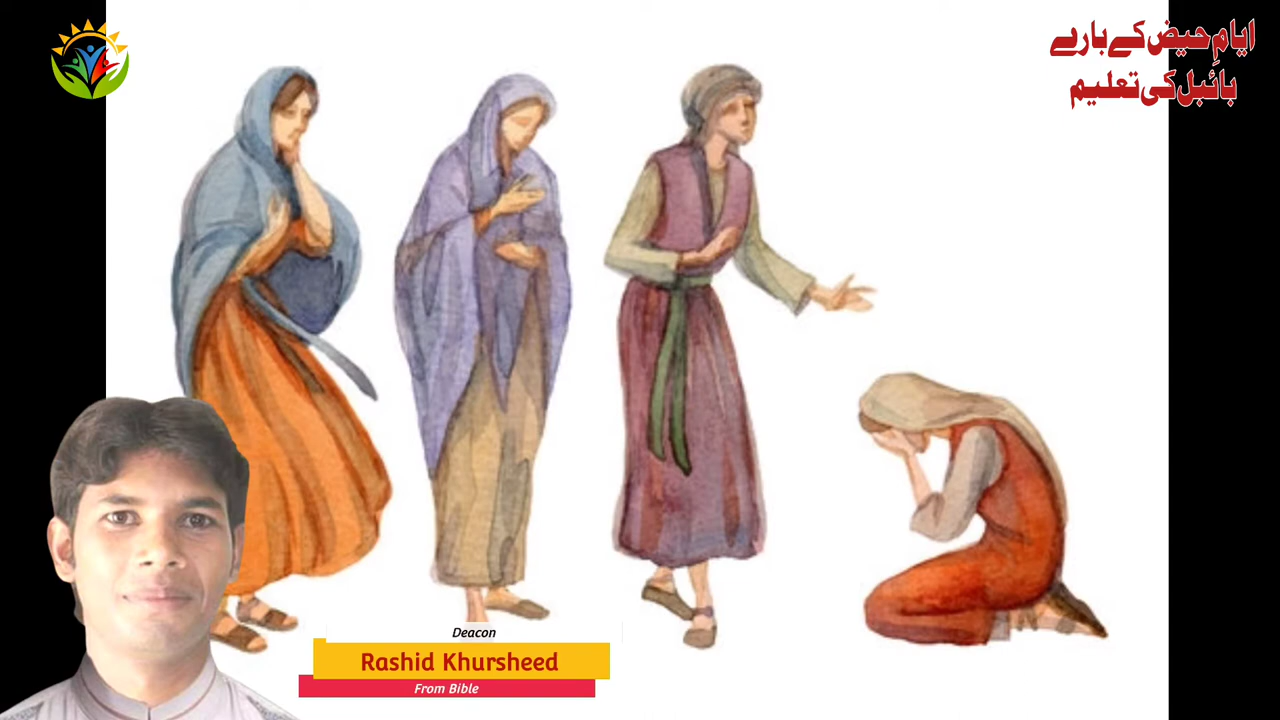 ایامِ حیض کے بارے
بائبل کی تعلیم
Deacon
Rashid Khursheed
From Bible